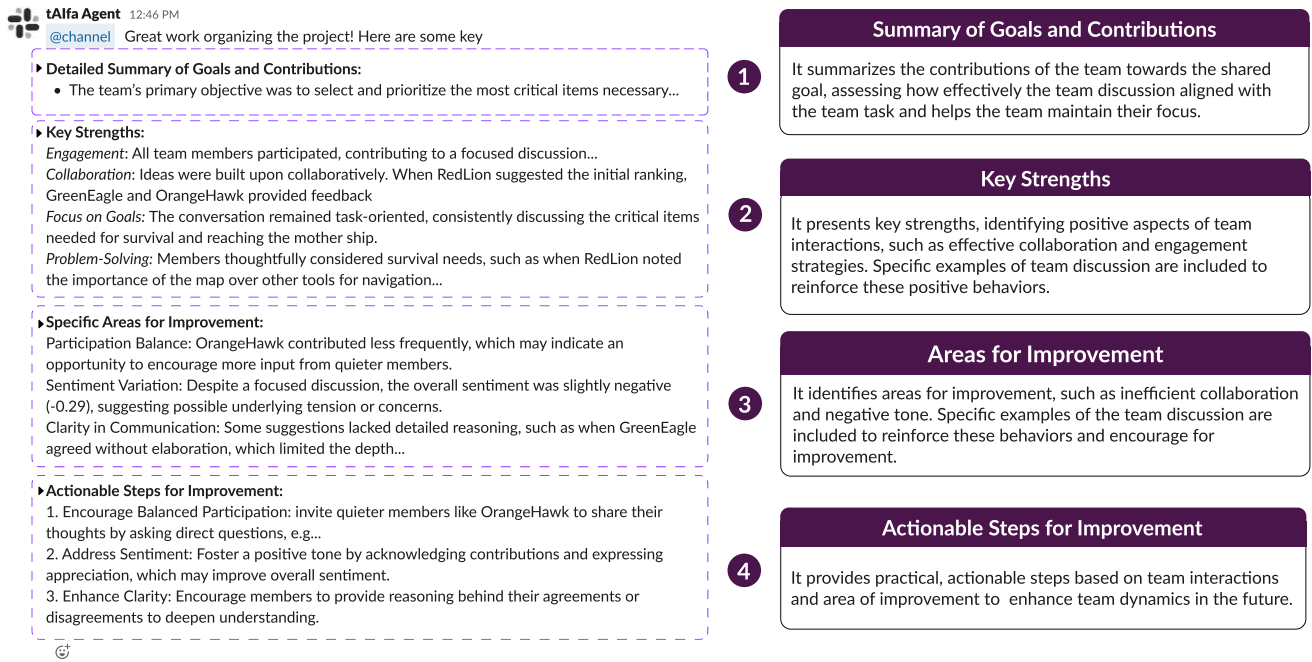 tAIfa Agent 12:46 PM
@channel Great work organizing the project! Here are some key
Detailed Summary of Goals and Contributions:
• The team's primary objective was to select and prioritize the most critical items necessary...
Key Strengths:
Engagement: All team members participated, contributing to a focused discussion...
Collaboration: Ideas were built upon collaboratively. When RedLion suggested the initial ranking,
GreenEagle and OrangeHawk provided feedback
Focus on Goals: The conversation remained task-oriented, consistently discussing the critical items
needed for survival and reaching the mother ship.
Problem-Solving: Members thoughtfully considered survival needs, such as when RedLion noted
the importance of the map over other tools for navigation...
Specific Areas for Improvement:
Participation Balance: OrangeHawk contributed less frequently, which may indicate an
opportunity to encourage more input from quieter members.
Sentiment Variation: Despite a focused discussion, the overall sentiment was slightly negative
(-0.29), suggesting possible underlying tension or concerns.
Clarity in Communication: Some suggestions lacked detailed reasoning, such as when GreenEagle
agreed without elaboration, which limited the depth...
Actionable Steps for Improvement:
1. Encourage Balanced Participation: invite quieter members like OrangeHawk to share their
thoughts by asking direct questions, e.g...
2. Address Sentiment: Foster a positive tone by acknowledging contributions and expressing
appreciation, which may improve overall sentiment.
3. Enhance Clarity: Encourage members to provide reasoning behind their agreements or
disagreements to deepen understanding.
1
Summary of Goals and Contributions
It summarizes the contributions of the team towards the shared
goal, assessing how effectively the team discussion aligned with
the team task and helps the team maintain their focus.
2
Key Strengths
It presents key strengths, identifying positive aspects of team
interactions, such as effective collaboration and engagement
strategies. Specific examples of team discussion are included to
reinforce these positive behaviors.
3
Areas for Improvement
It identifies areas for improvement, such as inefficient collaboration
and negative tone. Specific examples of the team discussion are
included to reinforce these behaviors and encourage for
improvement.
4
Actionable Steps for Improvement
It provides practical, actionable steps based on team interactions
and area of improvement to enhance team dynamics in the future.